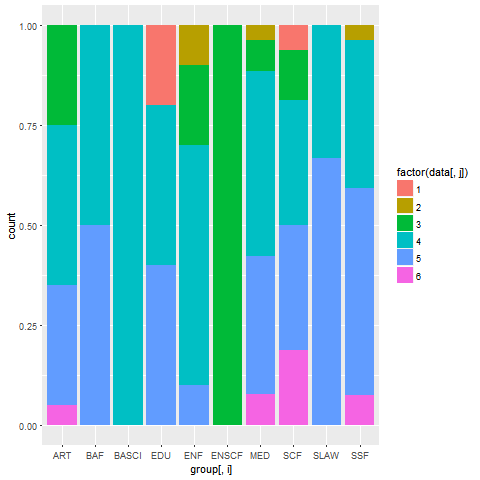 1.00
0.75
0.50
0.25
0.00
count
ART BAF BASCI EDU ENF ENSCF MED SCF SLAW SSF
group[, i]
factor(data[, j])
1
2
3
4
5
6